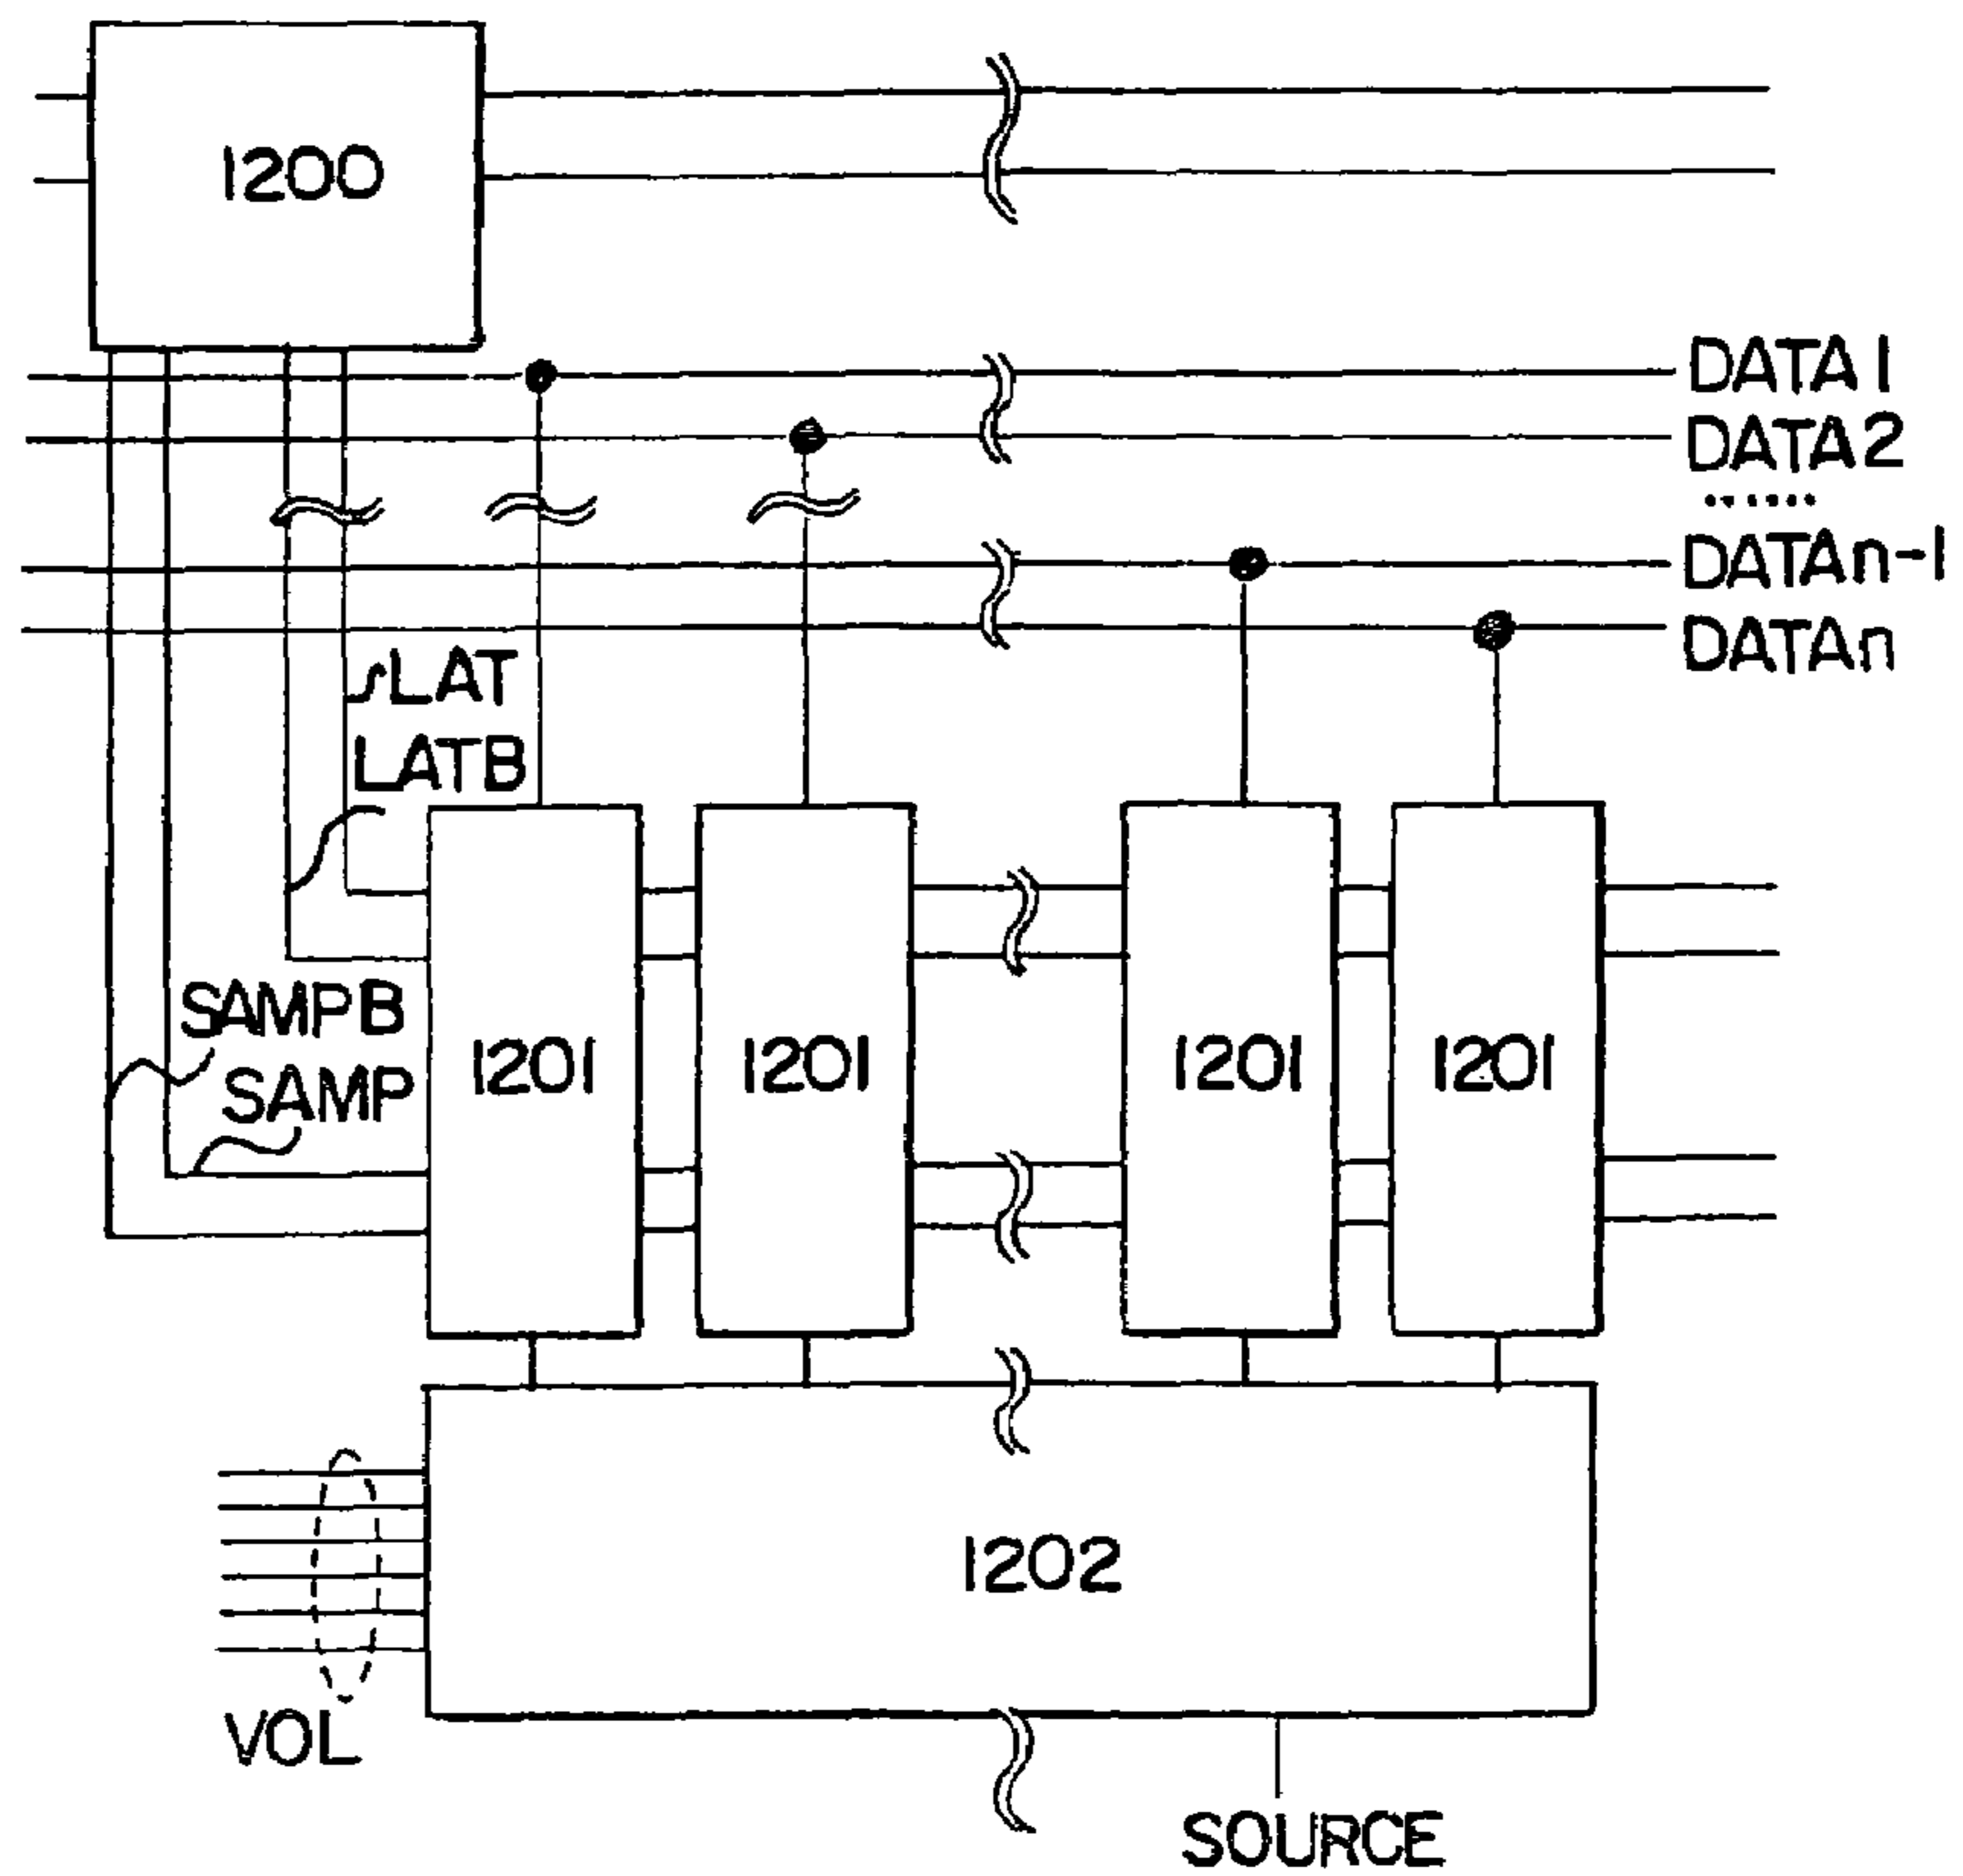 1200
DATA1
DATA2
......
DATAn-1
DATAn
LAT
LATB
SAMPB
SAMP
1201 1201 1201 1201
1202
VOL
SOURCE